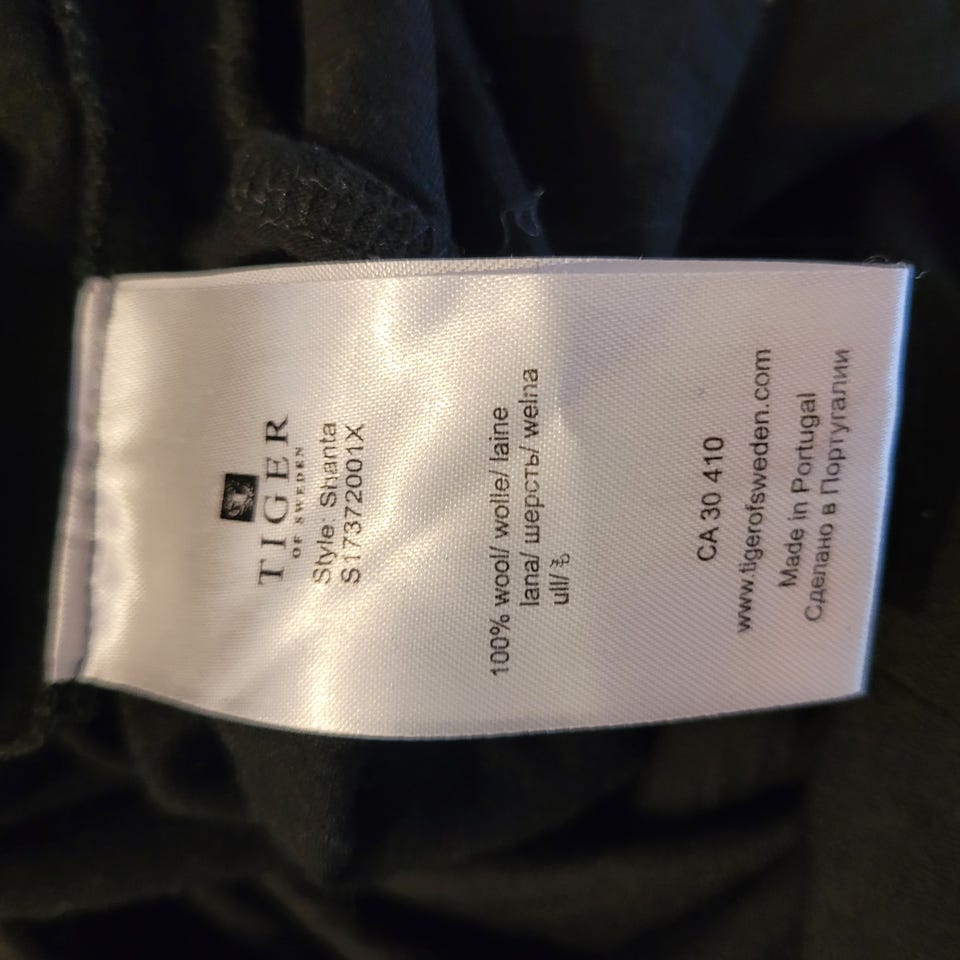 TIGER
OF SWEDEN
Style: Shanta
S17372001X
100% wool/ wolle/ laine
lana/ шерсть/ wełna
ull/ 毛
CA 30 410
www.tigerofsweden.com
Made in Portugal
Сделано в Португалии